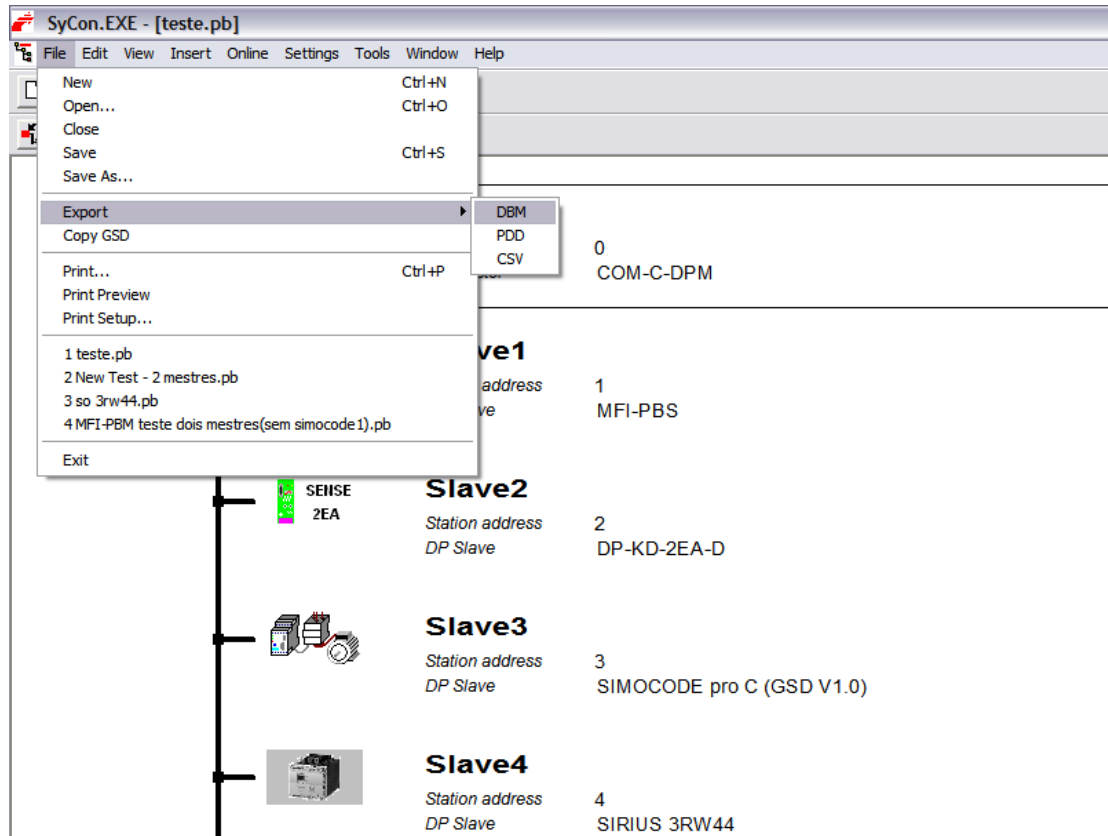 SyCon.EXE - [teste.pb]
File Edit View Insert Online Settings Tools Window Help
New Ctrl+N
Open... Ctrl+O
Close
Save Ctrl+S
Save As...
Export DBM
Copy GSD PDD
CSV
0
COM-C-DPM
Print... Ctrl+P
Print Preview
Print Setup...
1 teste.pb
2 New Test - 2 mestres.pb
3 so 3rw44.pb
4 MFI-PBM teste dois mestres(sem simocode1).pb
Exit
ve1
address 1
ve MFI-PBS
SENSE
2EA
Slave2
Station address 2
DP Slave DP-KD-2EA-D
Slave3
Station address 3
DP Slave SIMOCODE pro C (GSD V1.0)
Slave4
Station address 4
DP Slave SIRIUS 3RW44